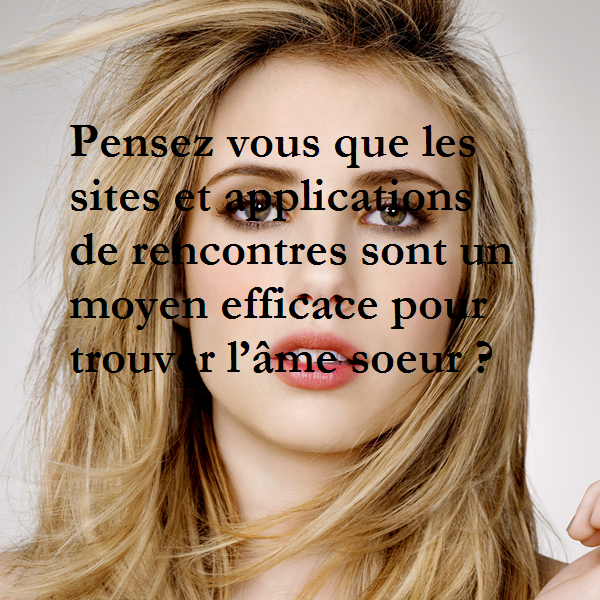 Pensez vous que les
sites et applications
de rencontres sont un
moyen efficace pour
trouver l’âme soeur ?